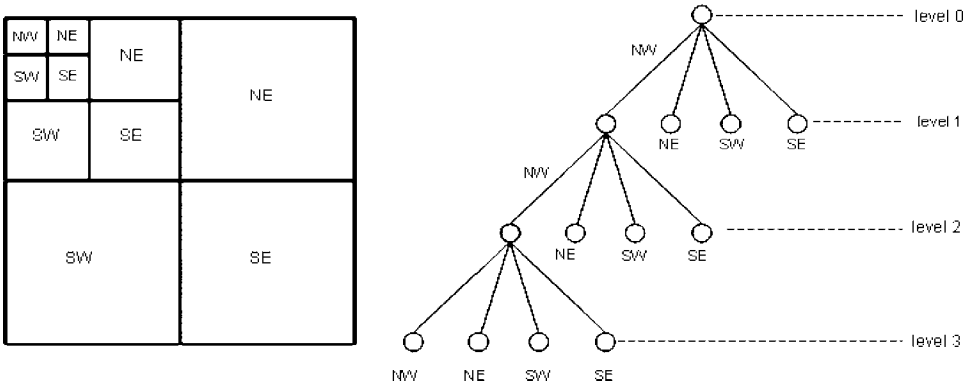 NW NE
NE
SW SE
NE
SW SE
SW SE
level 0
NW
level 1
NE SW SE
NW
level 2
NE SW SE
level 3
NW NE SW SE